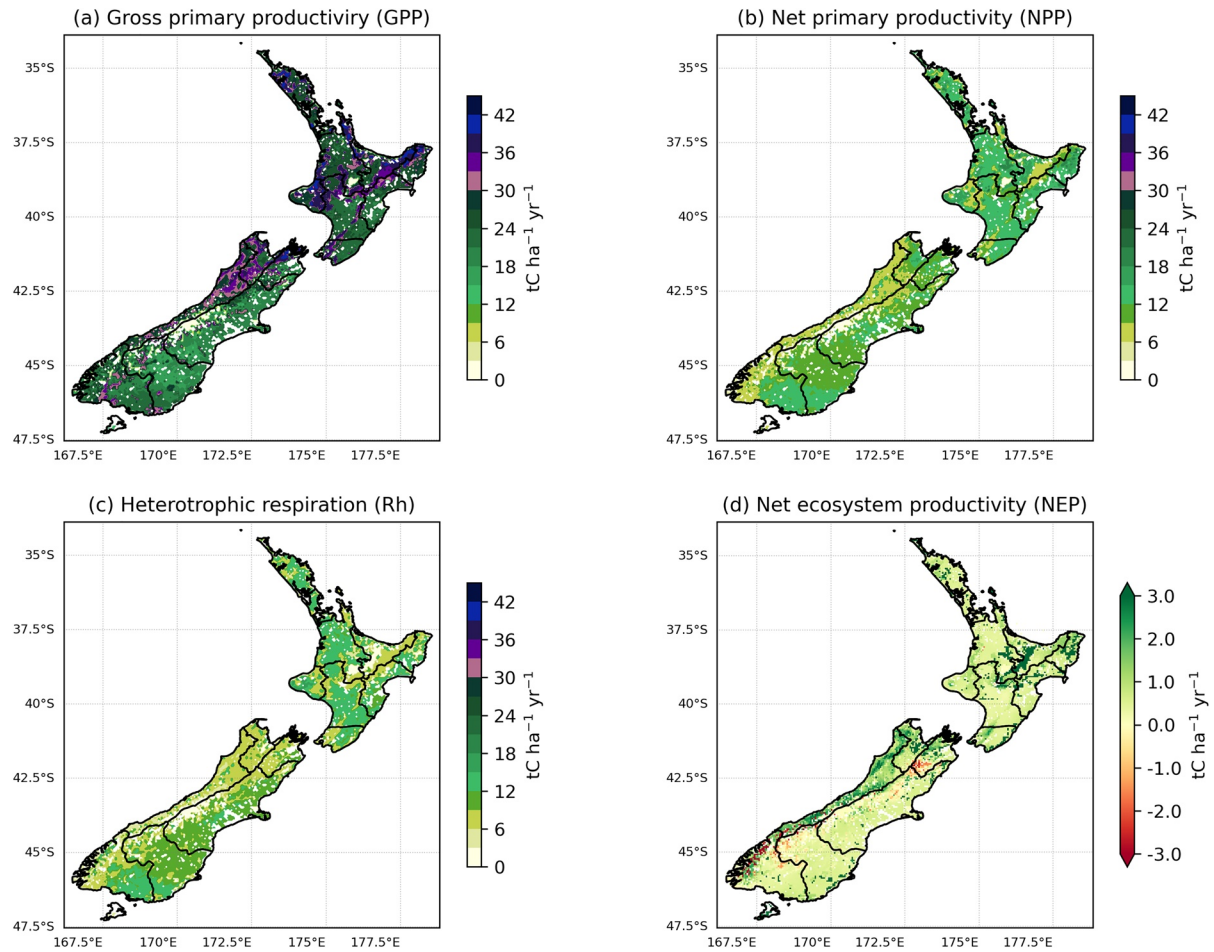 (a) Gross primary productiviry (GPP)
35°S
37.5°S
40°S
42.5°S
45°S
47.5°S
167.5°E 170°E 172.5°E 175°E 177.5°E
42
36
30
24
18
12
6
0
tC ha⁻¹ yr⁻¹
(b) Net primary productivity (NPP)
35°S
37.5°S
40°S
42.5°S
45°S
47.5°S
167.5°E 170°E 172.5°E 175°E 177.5°E
42
36
30
24
18
12
6
0
tC ha⁻¹ yr⁻¹
(c) Heterotrophic respiration (Rh)
35°S
37.5°S
40°S
42.5°S
45°S
47.5°S
167.5°E 170°E 172.5°E 175°E 177.5°E
42
36
30
24
18
12
6
0
tC ha⁻¹ yr⁻¹
(d) Net ecosystem productivity (NEP)
35°S
37.5°S
40°S
42.5°S
45°S
47.5°S
167.5°E 170°E 172.5°E 175°E 177.5°E
3.0
2.0
1.0
0.0
-1.0
-2.0
-3.0
tC ha⁻¹ yr⁻¹